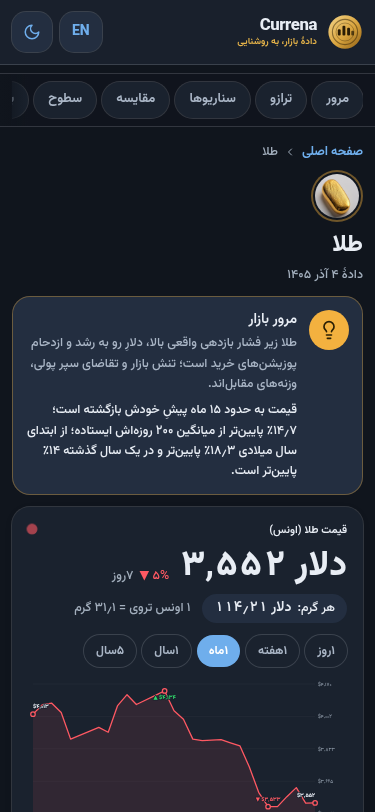 Currena
دادهٔ بازار، به روشنایی
EN
مرور
ترازو
سناریوها
مقایسه
سطوح
صفحه اصلی › طلا
طلا
دادهٔ ۴ آذر ۱۴۰۵
مرور بازار
طلا زیر فشار بازدهی واقعی بالا، دلار رو به رشد و ازدحام
پوزیشن‌های خرید است؛ تنش بازار و تقاضای سپر پولی،
وزنه‌های مقابل‌اند.
قیمت به حدود ۱۵ ماه پیشِ خودش بازگشته است؛
۱۴٫۷٪ پایین‌تر از میانگین ۲۰۰ روزه‌اش ایستاده؛ از ابتدای
سال میلادی ۱۸٫۳٪ پایین‌تر و در یک سال گذشته ۱۴٪
پایین‌تر است.
قیمت طلا (اونس)
دلار ۳,۵۵۲ ۵% ▼ ۷روز
هر گرم: دلار ۱۱۴٫۲۱ ۱ اونس تروی = ۳۱٫۱ گرم
۱روز
۱هفته
۱ماه
۱سال
۵سال
$۳,۵۵۲